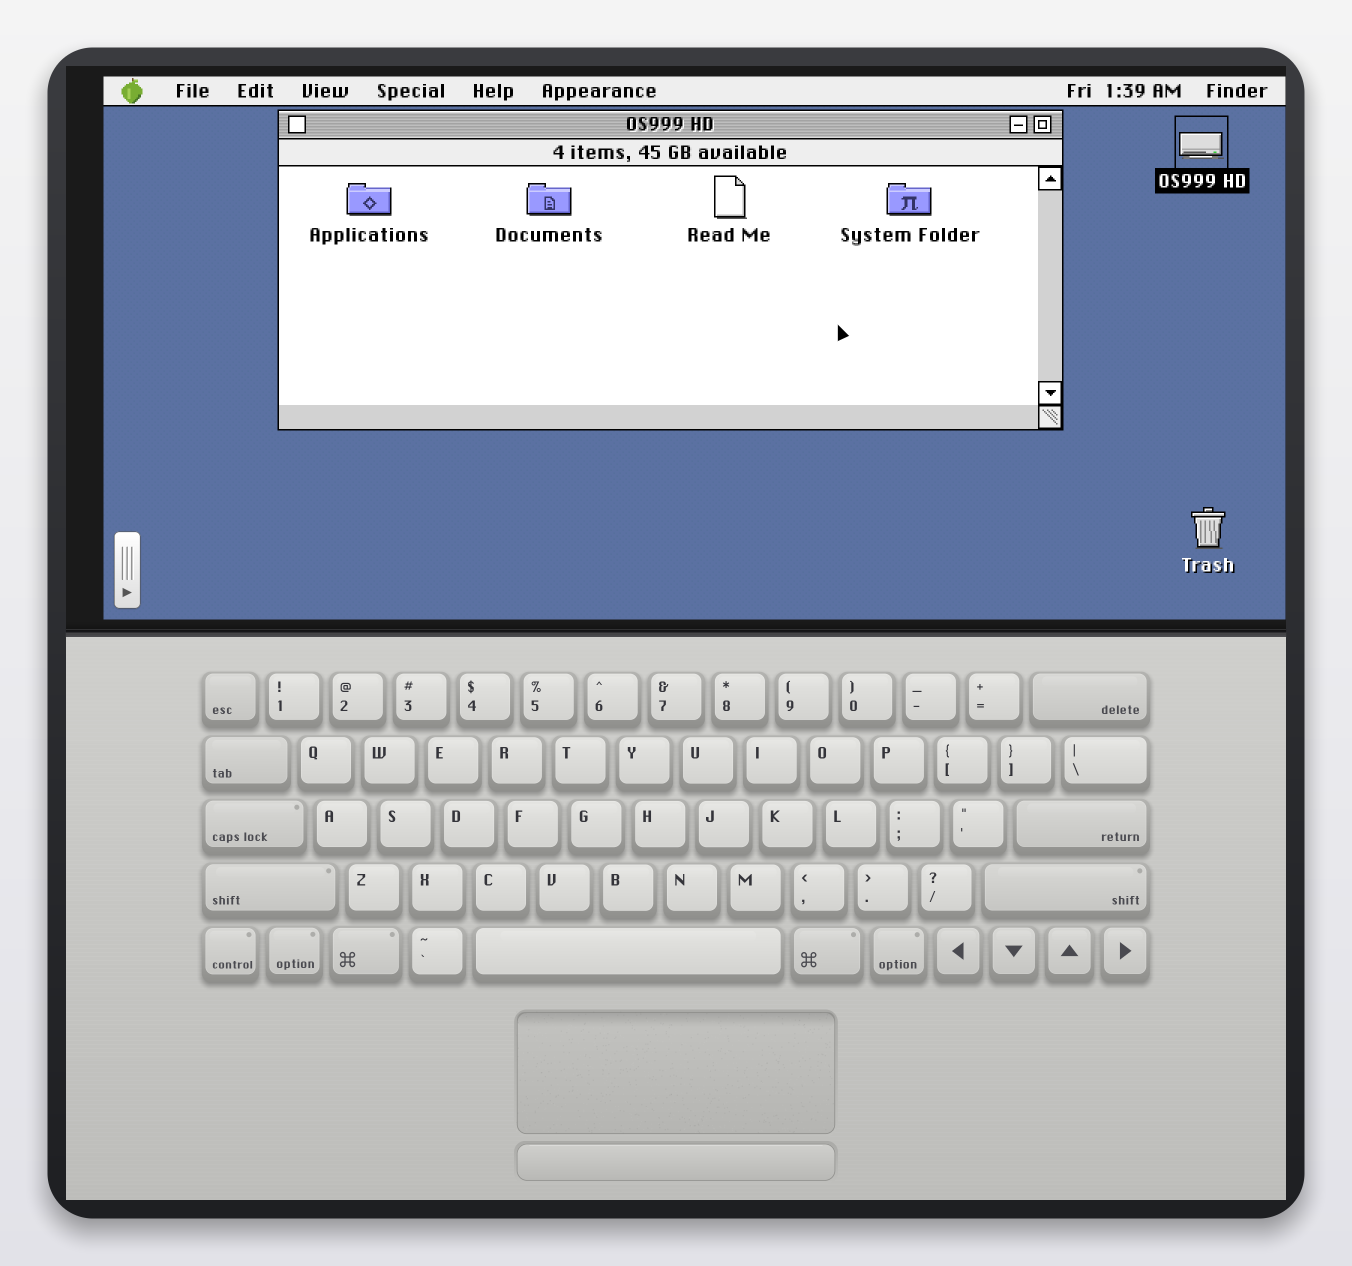 File Edit View Special Help Appearance Fri 1:39 AM Finder
OS999 HD
4 items, 45 GB available
Applications Documents Read Me System Folder
OS999 HD
Trash
esc ! 1 @ 2 # 3 $ 4 % 5 ^ 6 & 7 * 8 ( 9 ) 0 _ - + = delete
tab Q W E R T Y U I O P { [ } ] | \
caps lock A S D F G H J K L : ; " ' return
shift Z X C V B N M < , > . ? / shift
control option ⌘ ~ ` ⌘ option